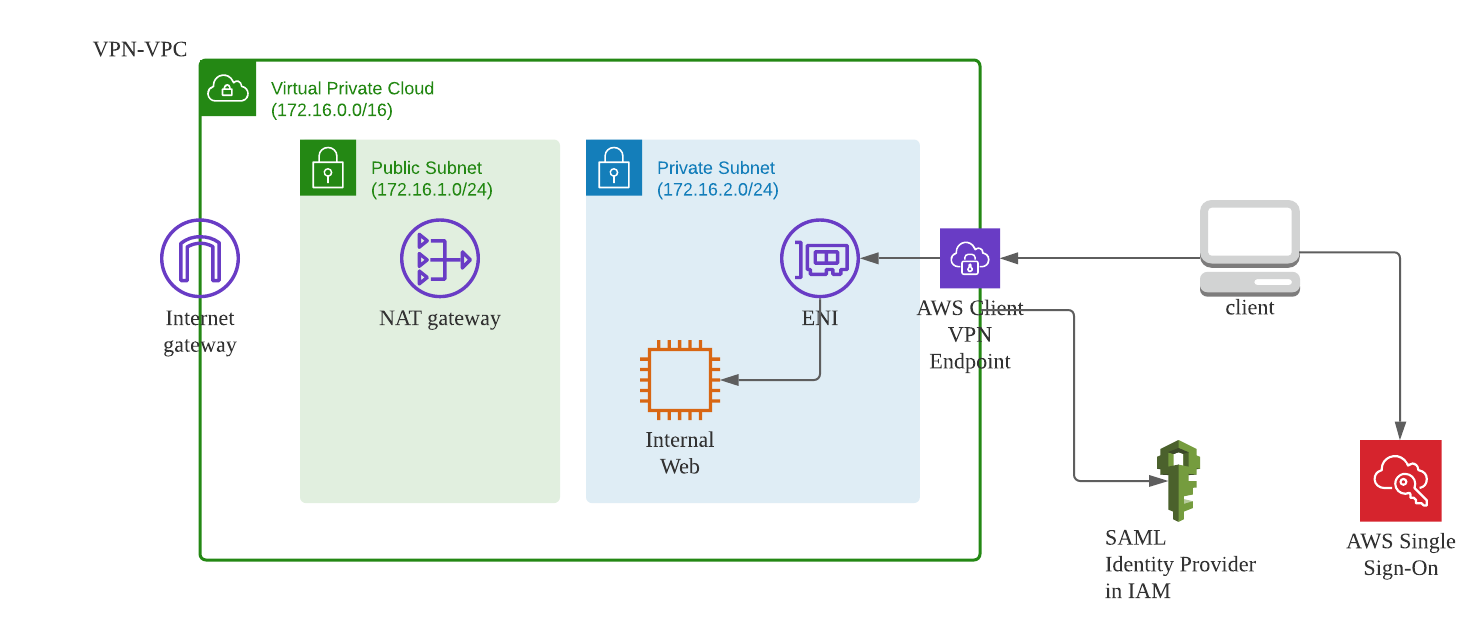 VPN-VPC
Virtual Private Cloud
(172.16.0.0/16)
Public Subnet
(172.16.1.0/24)
Private Subnet
(172.16.2.0/24)
Internet
gateway
NAT gateway
ENI
AWS Client
VPN
Endpoint
client
Internal
Web
SAML
Identity Provider
in IAM
AWS Single
Sign-On